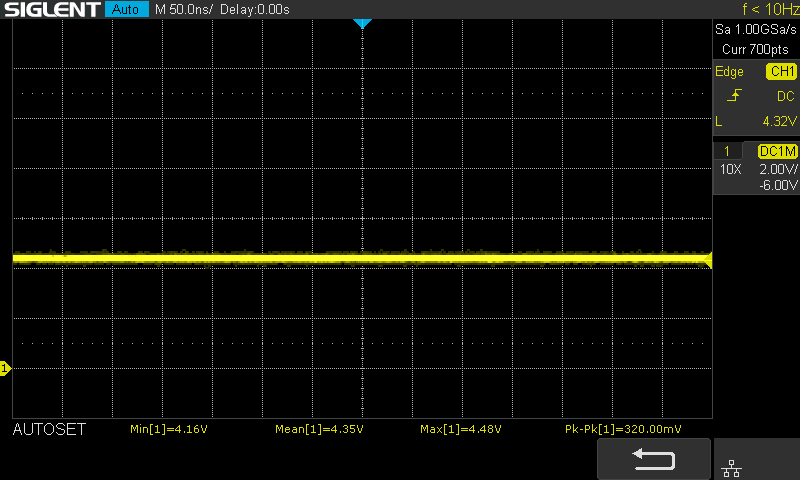 SIGLENT Auto M 50.0ns/ Delay:0.00s f < 10Hz
Sa 1.00GSa/s
Curr 700pts
Edge CH1
DC
L 4.32V
1 DC1M
10X 2.00V/
-6.00V
1
AUTOSET Min[1]=4.16V Mean[1]=4.35V Max[1]=4.48V Pk-Pk[1]=320.00mV